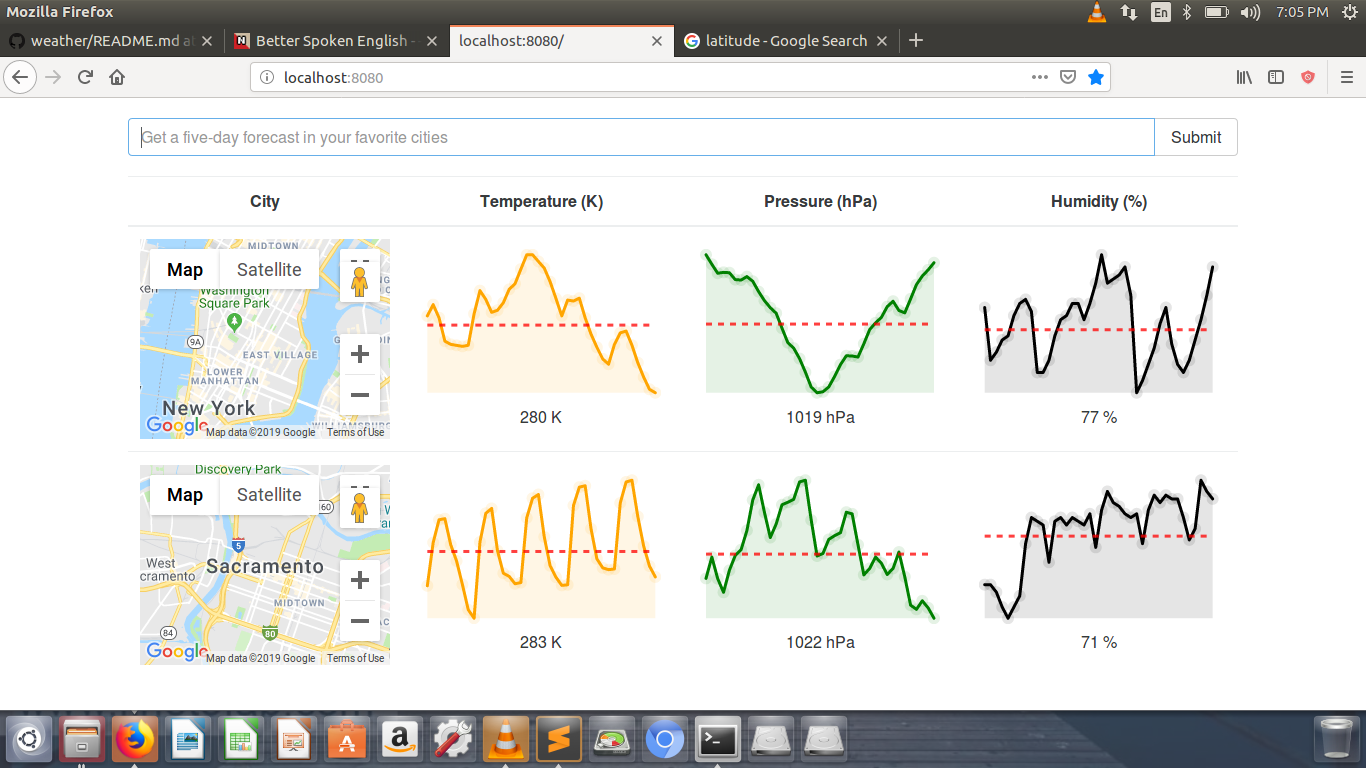 Mozilla Firefox
En
7:05 PM
weather/README.md at
Better Spoken English -
localhost:8080/
latitude - Google Search
localhost:8080
Get a five-day forecast in your favorite cities
Submit
City
Temperature (K)
Pressure (hPa)
Humidity (%)
MIDTOWN
Map
Satellite
Washington
Square Park
9A
EAST VILLAGE
LOWER
MANHATTAN
New York
WILLIAMSBURG
Google
Map data ©2019 Google
Terms of Use
280 K
1019 hPa
77 %
Discovery Park
Map
Satellite
160
5
West
Sacramento
Sacramento
MIDTOWN
84
80
Google
Map data ©2019 Google
Terms of Use
283 K
1022 hPa
71 %